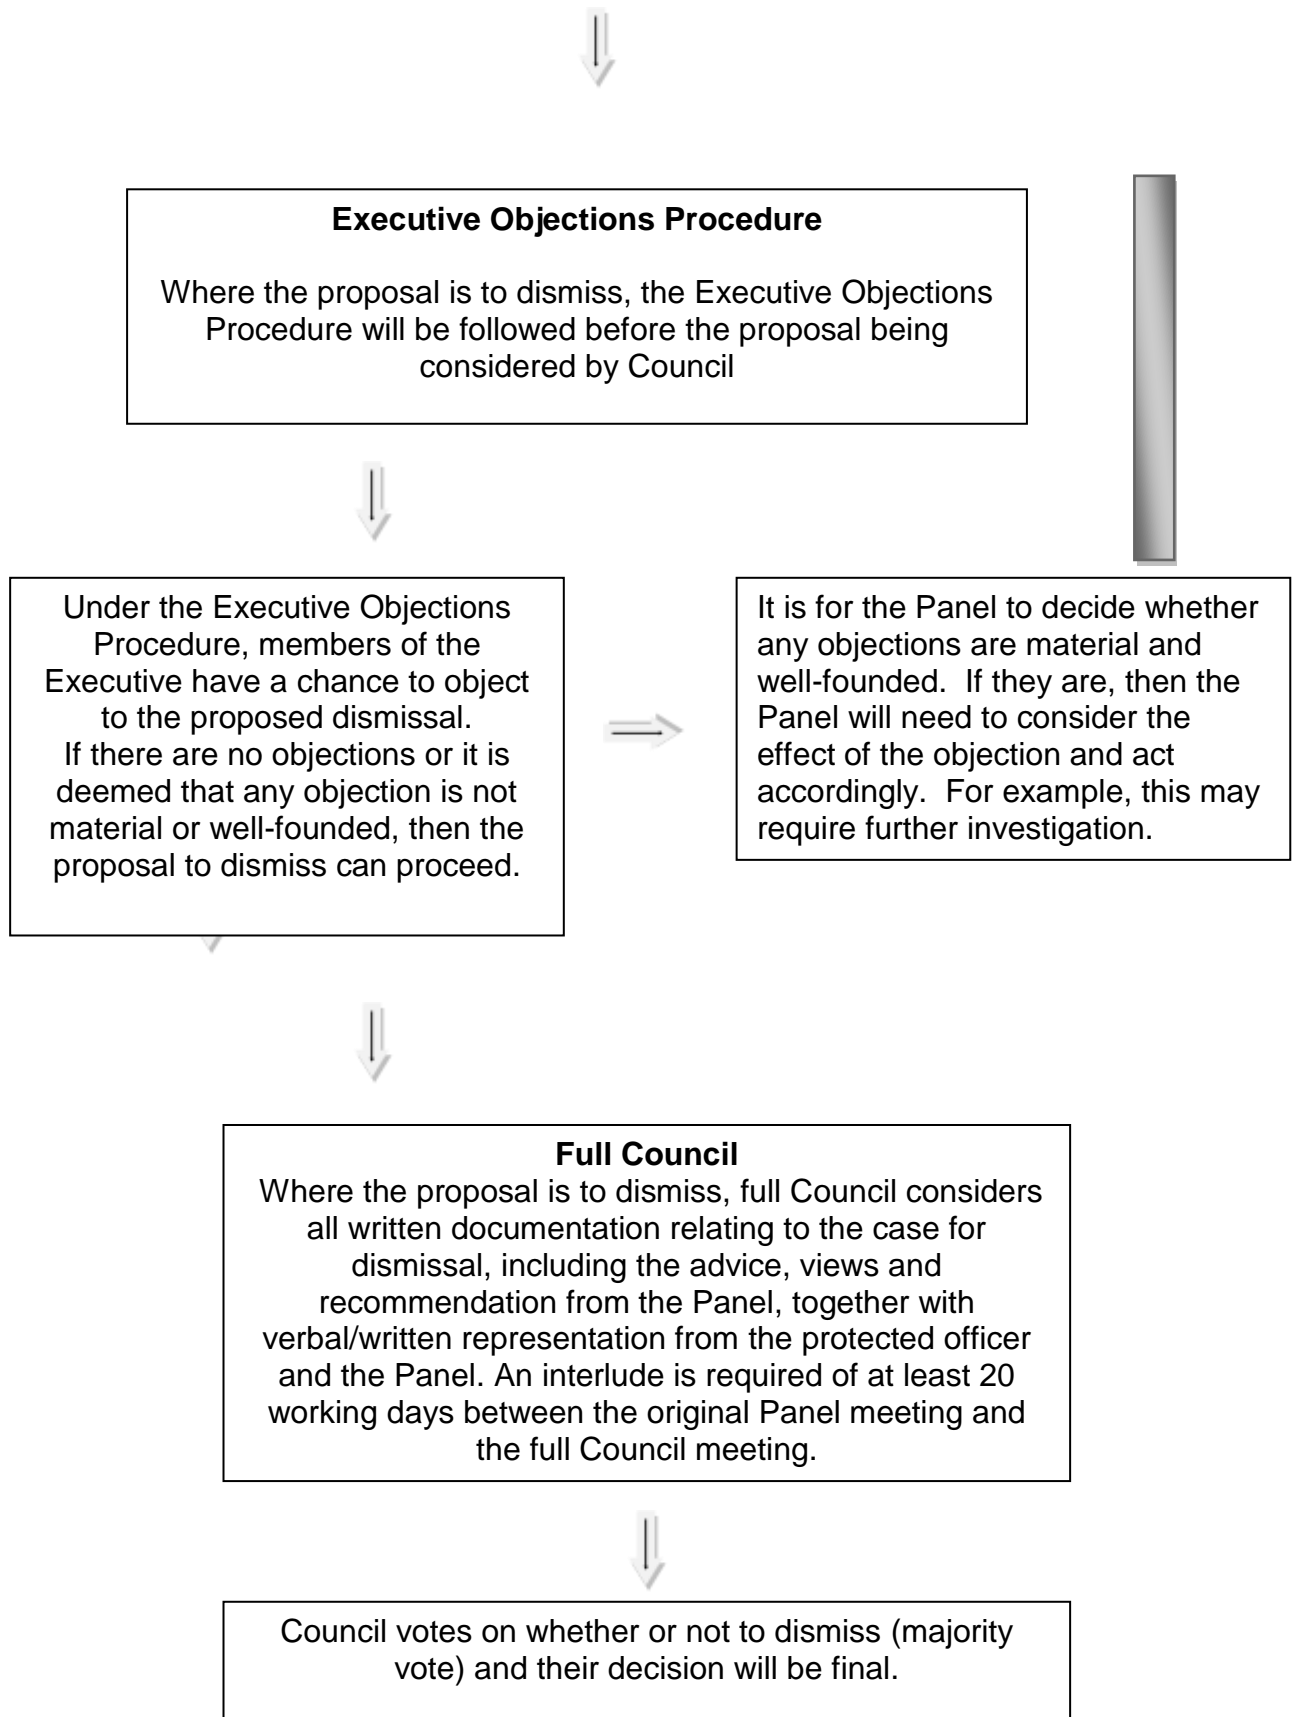 Executive Objections Procedure
Where the proposal is to dismiss, the Executive Objections
Procedure will be followed before the proposal being
considered by Council
Under the Executive Objections
Procedure, members of the
Executive have a chance to object
to the proposed dismissal.
If there are no objections or it is
deemed that any objection is not
material or well-founded, then the
proposal to dismiss can proceed.
It is for the Panel to decide whether
any objections are material and
well-founded.  If they are, then the
Panel will need to consider the
effect of the objection and act
accordingly.  For example, this may
require further investigation.
Full Council
Where the proposal is to dismiss, full Council considers
all written documentation relating to the case for
dismissal, including the advice, views and
recommendation from the Panel, together with
verbal/written representation from the protected officer
and the Panel. An interlude is required of at least 20
working days between the original Panel meeting and
the full Council meeting.
Council votes on whether or not to dismiss (majority
vote) and their decision will be final.